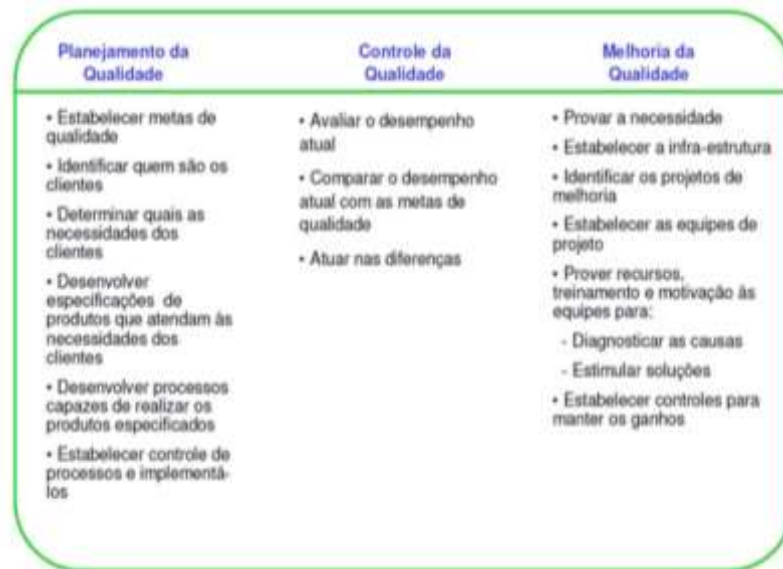 Planejamento da
Qualidade
• Estabelecer metas de
qualidade
• Identificar quem são os
clientes
• Determinar quais as
necessidades dos
clientes
• Desenvolver
especificações de
produtos que atendam às
necessidades dos
clientes
• Desenvolver processos
capazes de realizar os
produtos especificados
• Estabelecer controle de
processos e implementá-
los
Controle da
Qualidade
• Avaliar o desempenho
atual
• Comparar o desempenho
atual com as metas de
qualidade
• Atuar nas diferenças
Melhoria da
Qualidade
• Provar a necessidade
• Estabelecer a infra-estrutura
• Identificar os projetos de
melhoria
• Estabelecer as equipes de
projeto
• Prover recursos,
treinamento e motivação às
equipes para:
- Diagnosticar as causas
- Estimular soluções
• Estabelecer controles para
manter os ganhos